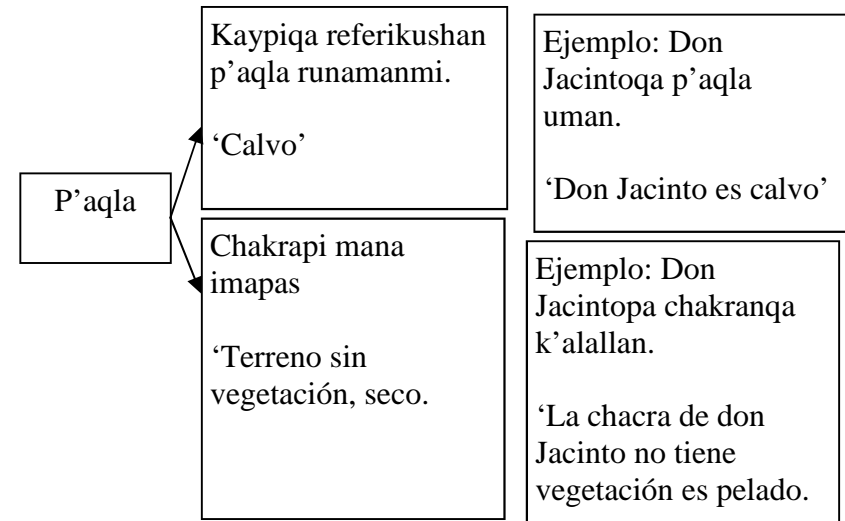 P’aqla
Kaypiqa referikushan
p’aqla runamanmi.
‘Calvo’
Ejemplo: Don
Jacintoqa p’aqla
uman.
‘Don Jacinto es calvo’
Chakrapi mana
imapas
‘Terreno sin
vegetación, seco.
Ejemplo: Don
Jacintopa chakranqa
k’alallan.
‘La chacra de don
Jacinto no tiene
vegetación es pelado.